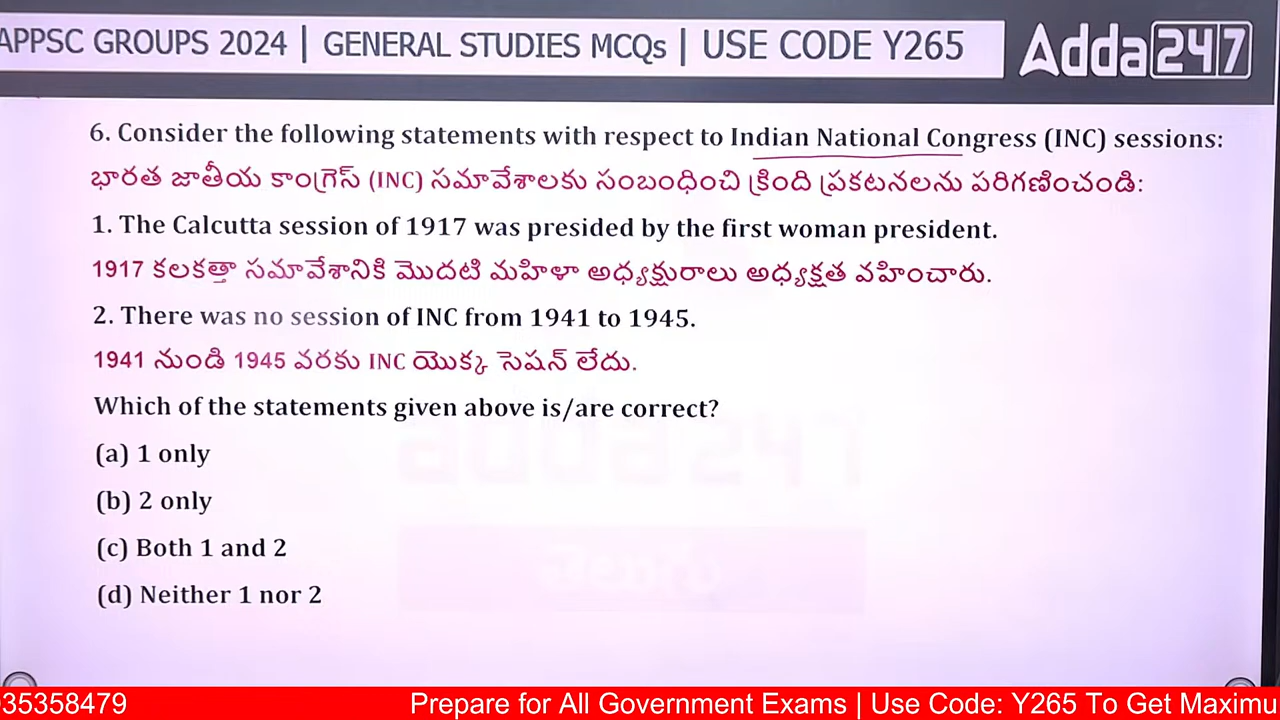 APPSC GROUPS 2024 | GENERAL STUDIES MCQs | USE CODE Y265
Adda247
6. Consider the following statements with respect to Indian National Congress (INC) sessions:
భారత జాతీయ కాంగ్రెస్ (INC) సమావేశాలకు సంబంధించి క్రింది ప్రకటనలను పరిగణించండి:
1. The Calcutta session of 1917 was presided by the first woman president.
1917 కలకత్తా సమావేశానికి మొదటి మహిళా అధ్యక్షురాలు అధ్యక్షత వహించారు.
2. There was no session of INC from 1941 to 1945.
1941 నుండి 1945 వరకు INC యొక్క సెషన్ లేదు.
Which of the statements given above is/are correct?
(a) 1 only
(b) 2 only
(c) Both 1 and 2
(d) Neither 1 nor 2
35358479
Prepare for All Government Exams | Use Code: Y265 To Get Maximu